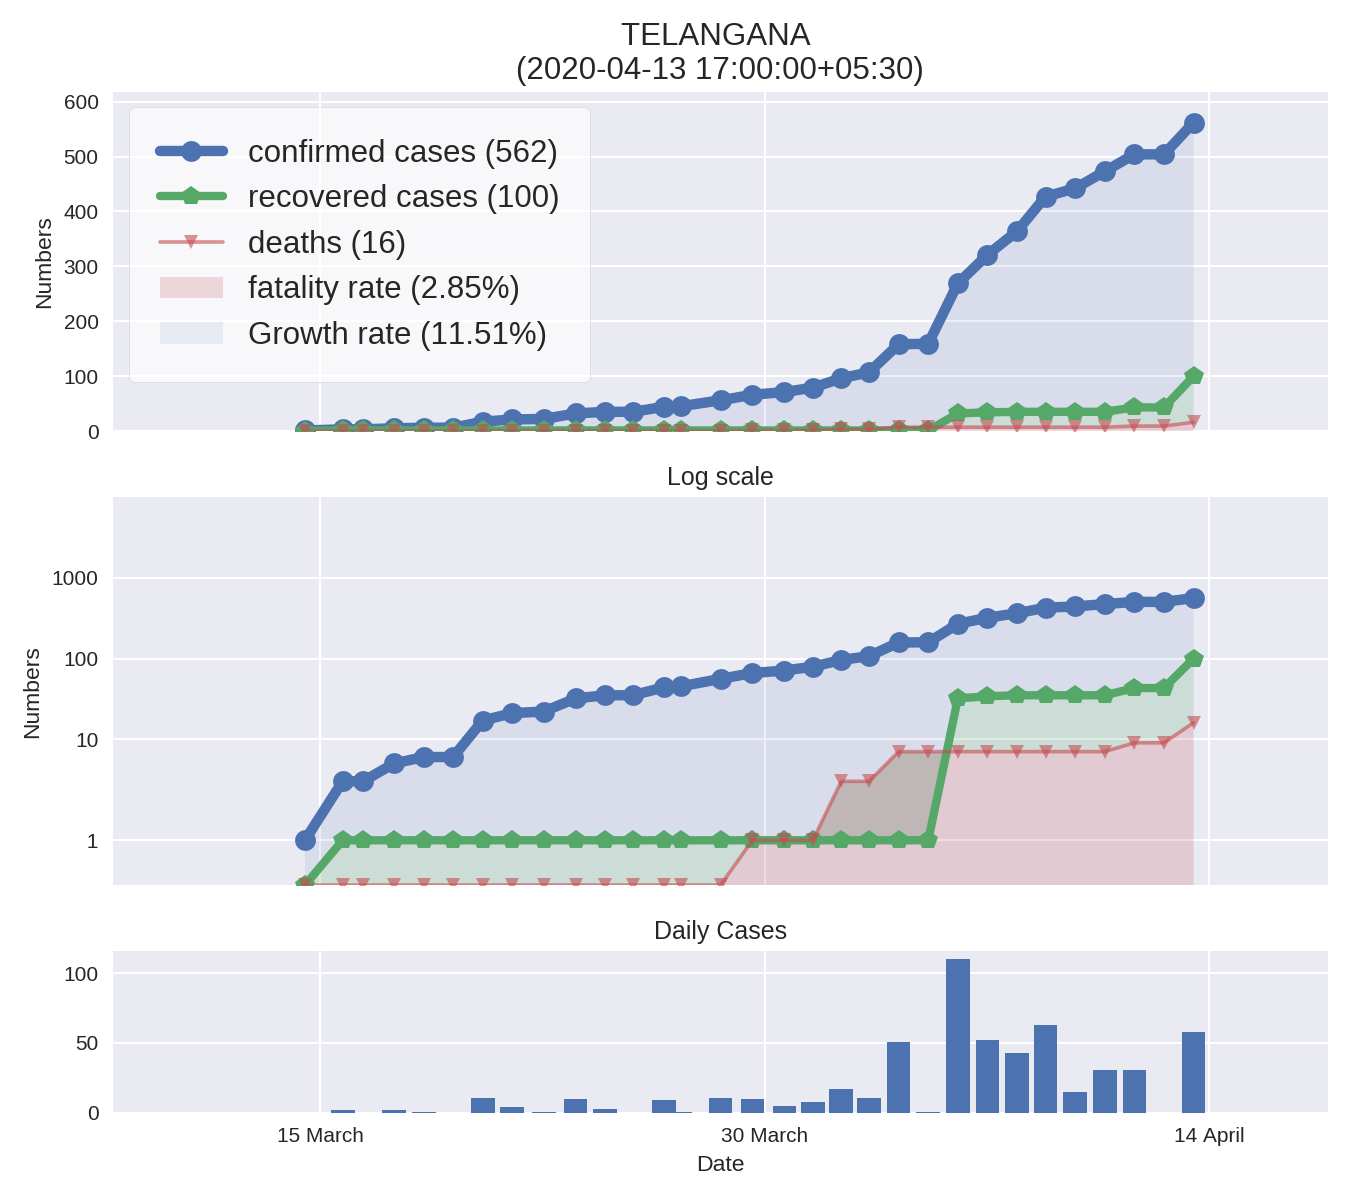 TELANGANA
(2020-04-13 17:00:00+05:30)
600
500
400
300
200
100
0
Numbers
confirmed cases (562)
recovered cases (100)
deaths (16)
fatality rate (2.85%)
Growth rate (11.51%)
Log scale
1000
100
10
1
Numbers
Daily Cases
100
50
0
15 March
30 March
14 April
Date